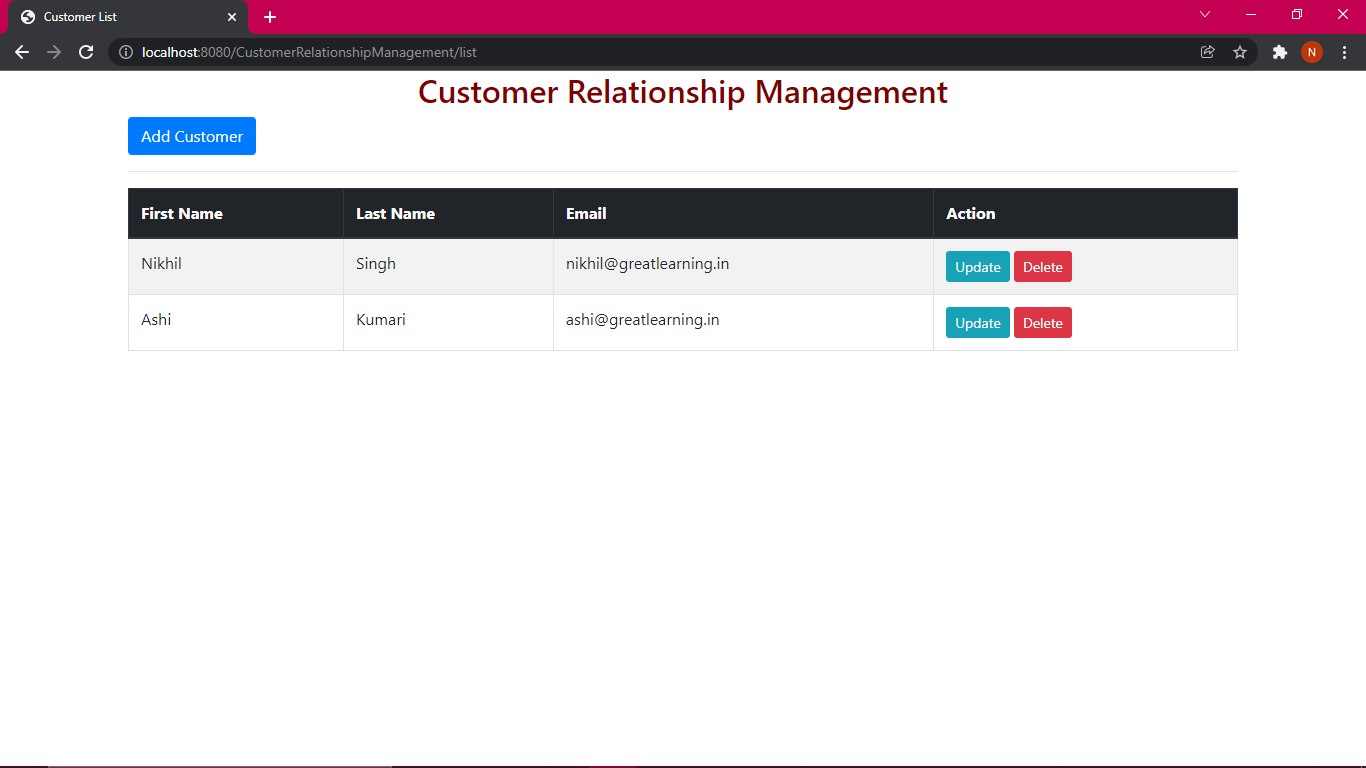 Customer List
localhost:8080/CustomerRelationshipManagement/list
N
Customer Relationship Management
Add Customer
First Name Last Name Email Action
Nikhil Singh nikhil@greatlearning.in Update Delete
Ashi Kumari ashi@greatlearning.in Update Delete